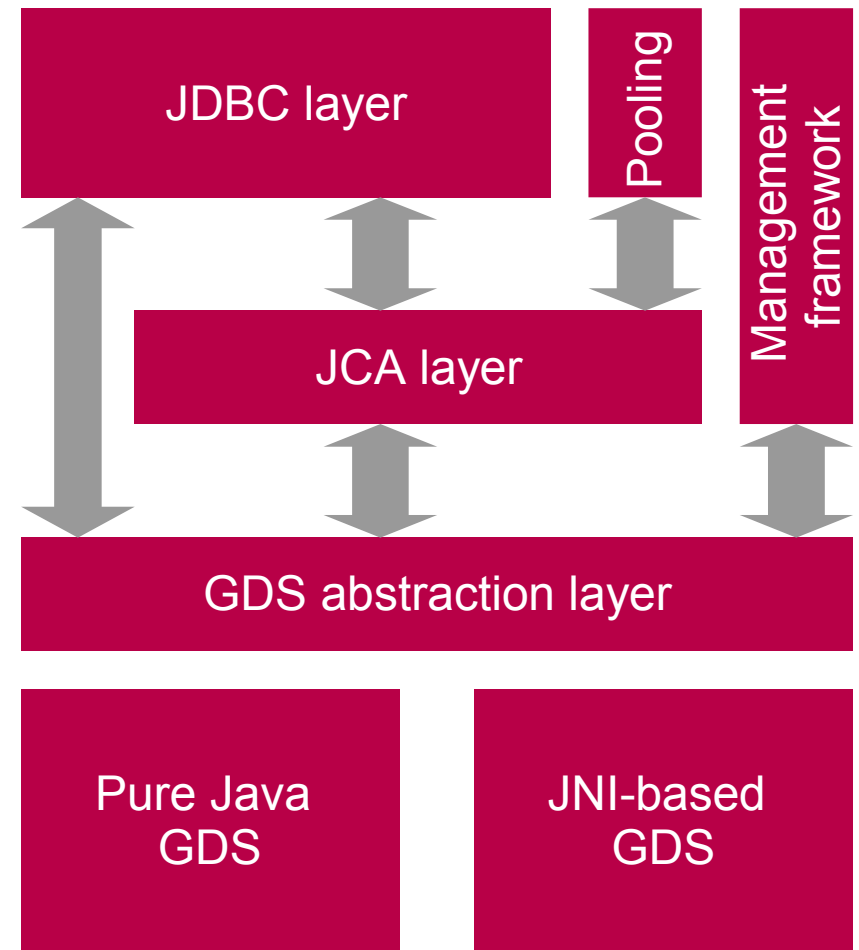 JDBC layer
Pooling
Management
framework
JCA layer
GDS abstraction layer
Pure Java
GDS
JNI-based
GDS